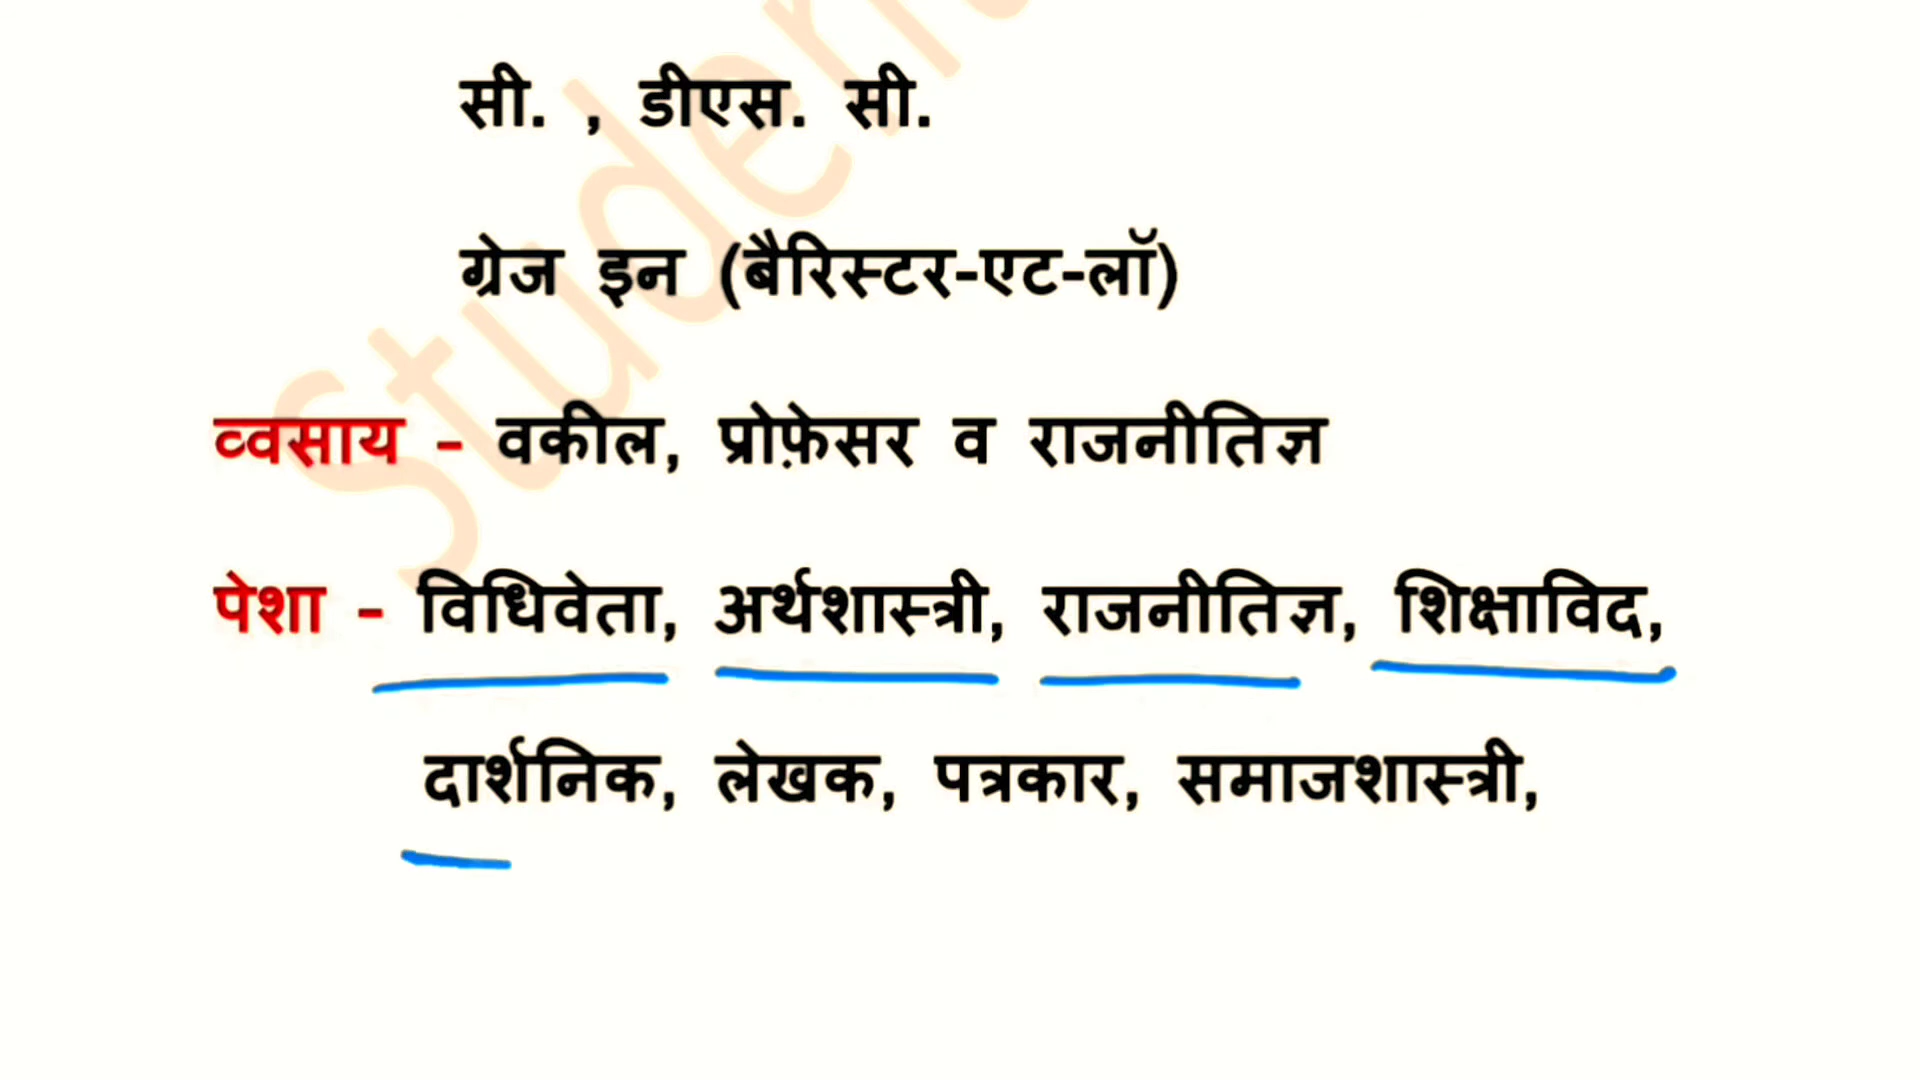 सी. , डीएस. सी.
ग्रेज इन (बैरिस्टर-एट-लॉ)
व्वसाय - वकील, प्रोफ़ेसर व राजनीतिज्ञ
पेशा - विधिवेता, अर्थशास्त्री, राजनीतिज्ञ, शिक्षाविद,
दार्शनिक, लेखक, पत्रकार, समाजशास्त्री,